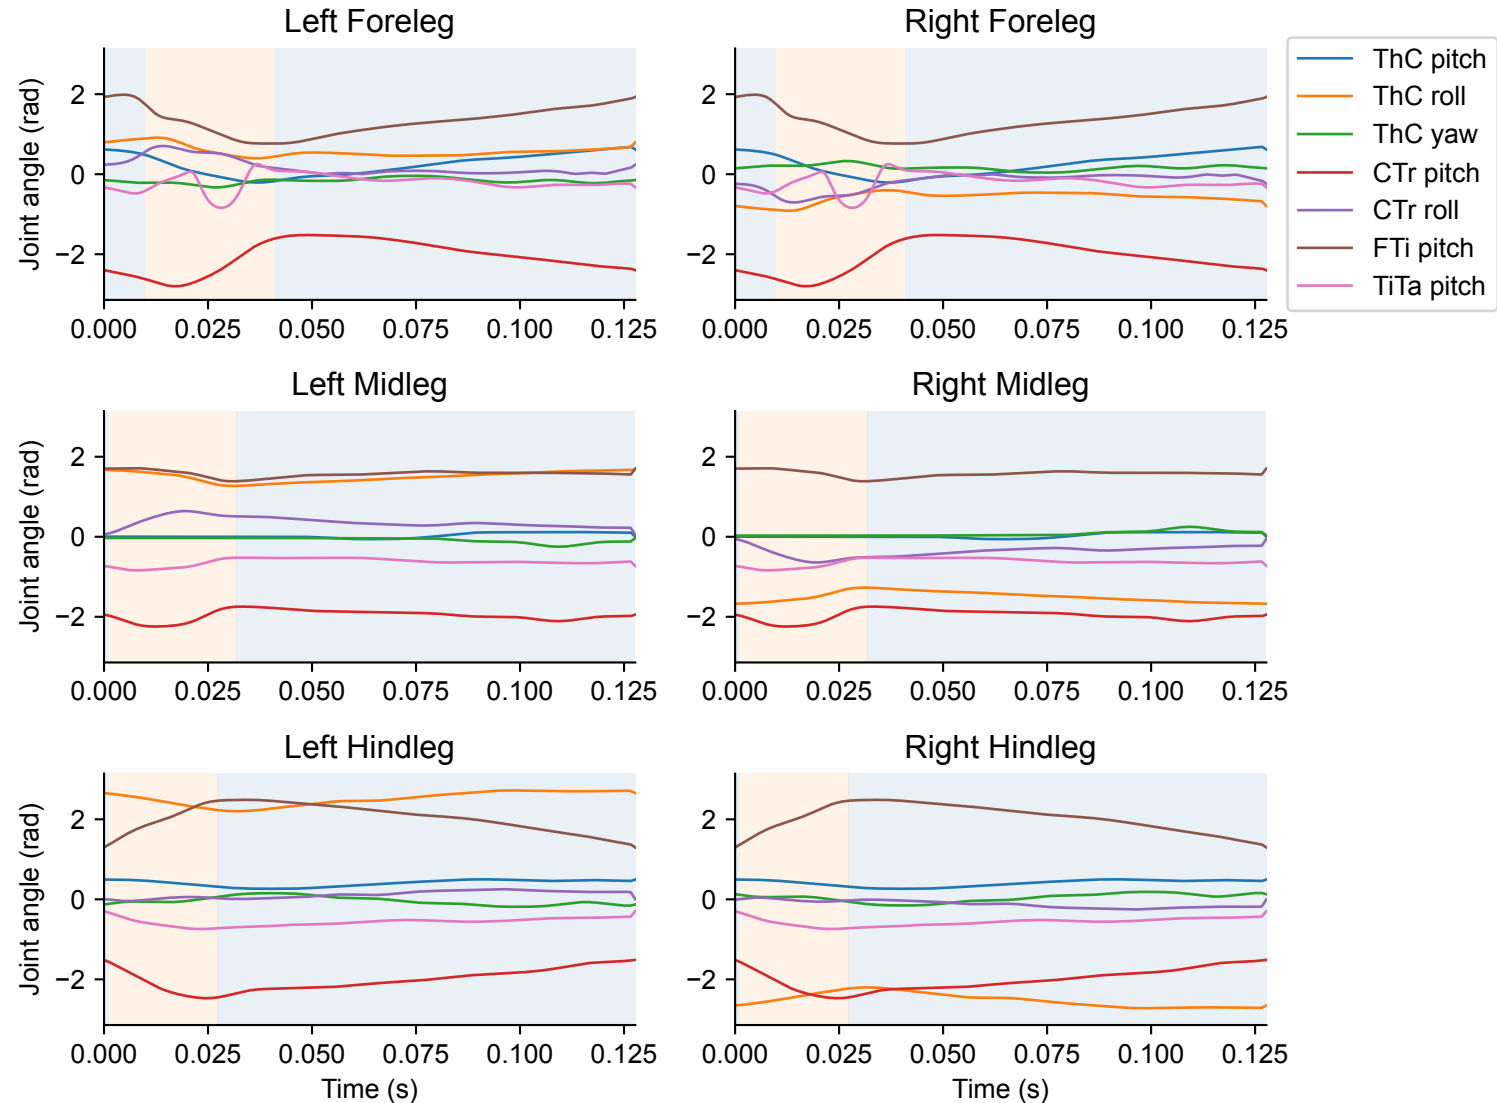 Left Foreleg
Right Foreleg
Joint angle (rad)
2
0
−2
0.000 0.025 0.050 0.075 0.100 0.125
2
0
−2
0.000 0.025 0.050 0.075 0.100 0.125
ThC pitch
ThC roll
ThC yaw
CTr pitch
CTr roll
FTi pitch
TiTa pitch
Left Midleg
Right Midleg
Joint angle (rad)
2
0
−2
0.000 0.025 0.050 0.075 0.100 0.125
2
0
−2
0.000 0.025 0.050 0.075 0.100 0.125
Left Hindleg
Right Hindleg
Joint angle (rad)
2
0
−2
0.000 0.025 0.050 0.075 0.100 0.125
Time (s)
2
0
−2
0.000 0.025 0.050 0.075 0.100 0.125
Time (s)